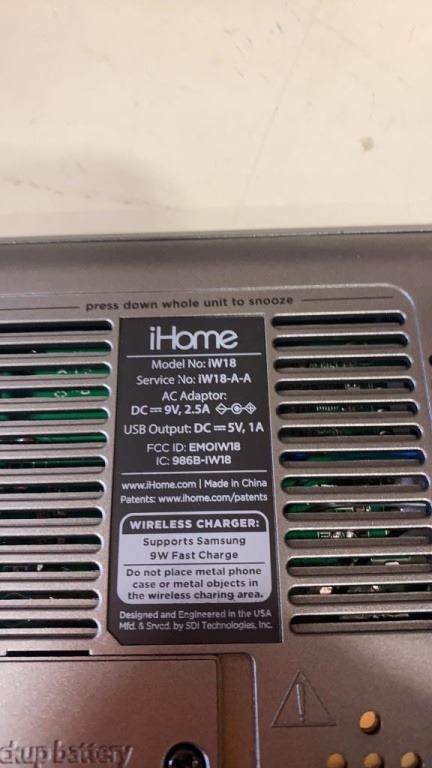 press down whole unit to snooze
iHome
Model No: iW18
Service No: iW18-A-A
AC Adaptor:
DC ⎓ 9V, 2.5A
USB Output: DC ⎓ 5V, 1A
FCC ID: EMOIW18
IC: 986B-IW18
www.iHome.com | Made in China
Patents: www.ihome.com/patents
WIRELESS CHARGER:
Supports Samsung
9W Fast Charge
Do not place metal phone
case or metal objects in
the wireless charing area.
Designed and Engineered in the USA
Mfd. & Srvcd. by SDI Technologies, Inc.
ckup battery